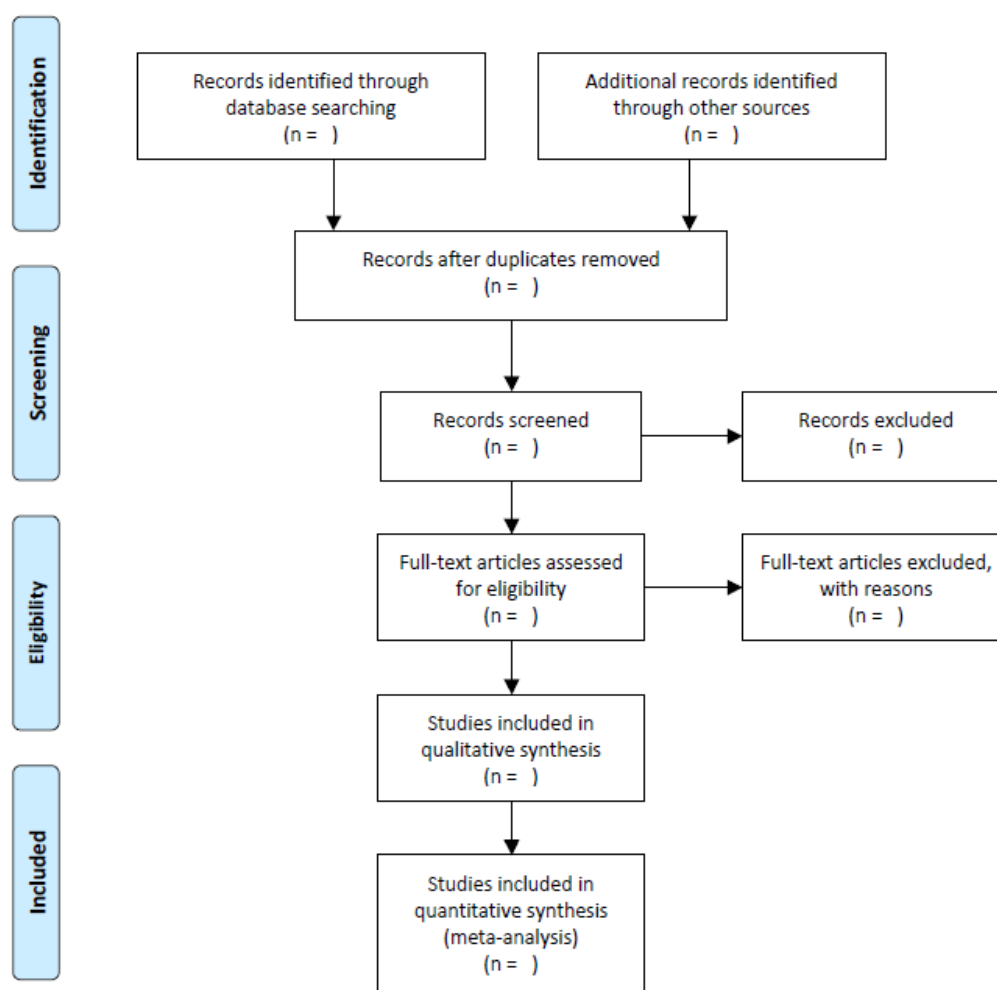 Identification
Records identified through
database searching
(n =   )
Additional records identified
through other sources
(n =   )
Records after duplicates removed
(n =   )
Screening
Records screened
(n =   )
Records excluded
(n =   )
Eligibility
Full-text articles assessed
for eligibility
(n =   )
Full-text articles excluded,
with reasons
(n =   )
Studies included in
qualitative synthesis
(n =   )
Included
Studies included in
quantitative synthesis
(meta-analysis)
(n =   )